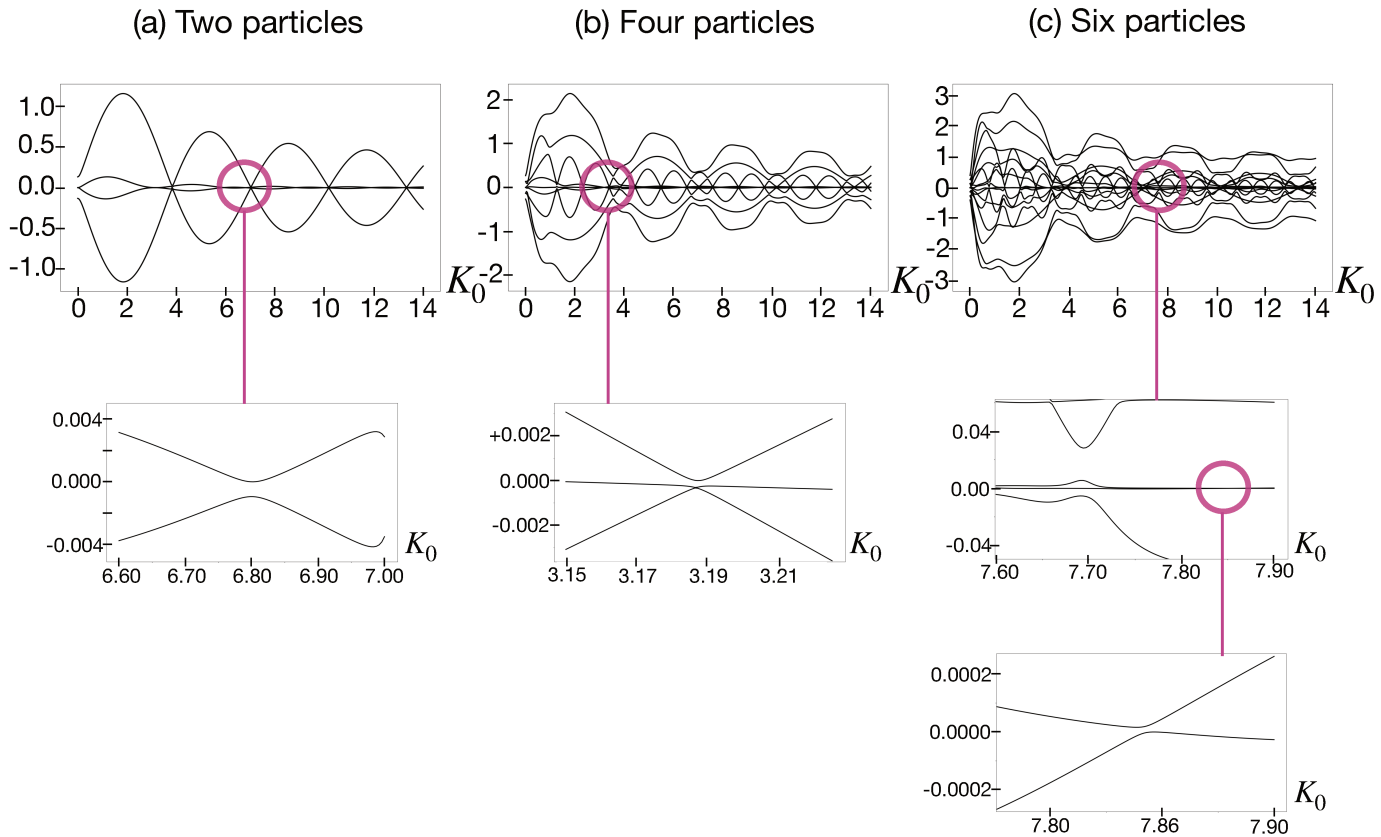 (a) Two particles
(b) Four particles
(c) Six particles
1.0
0.5
0.0
-0.5
-1.0
0 2 4 6 8 10 12 14
K0
2
1
0
-1
-2
0 2 4 6 8 10 12 14
K0
3
2
1
0
-1
-2
-3
0 2 4 6 8 10 12 14
K0
0.004
0.002
0.000
-0.004
6.60 6.70 6.80 6.90 7.00
K0
+0.002
0.000
-0.002
3.15 3.17 3.19 3.21
K0
0.04
0.00
-0.04
7.60 7.70 7.80 7.90
K0
0.0002
0.0000
-0.0002
7.80 7.86 7.90
K0